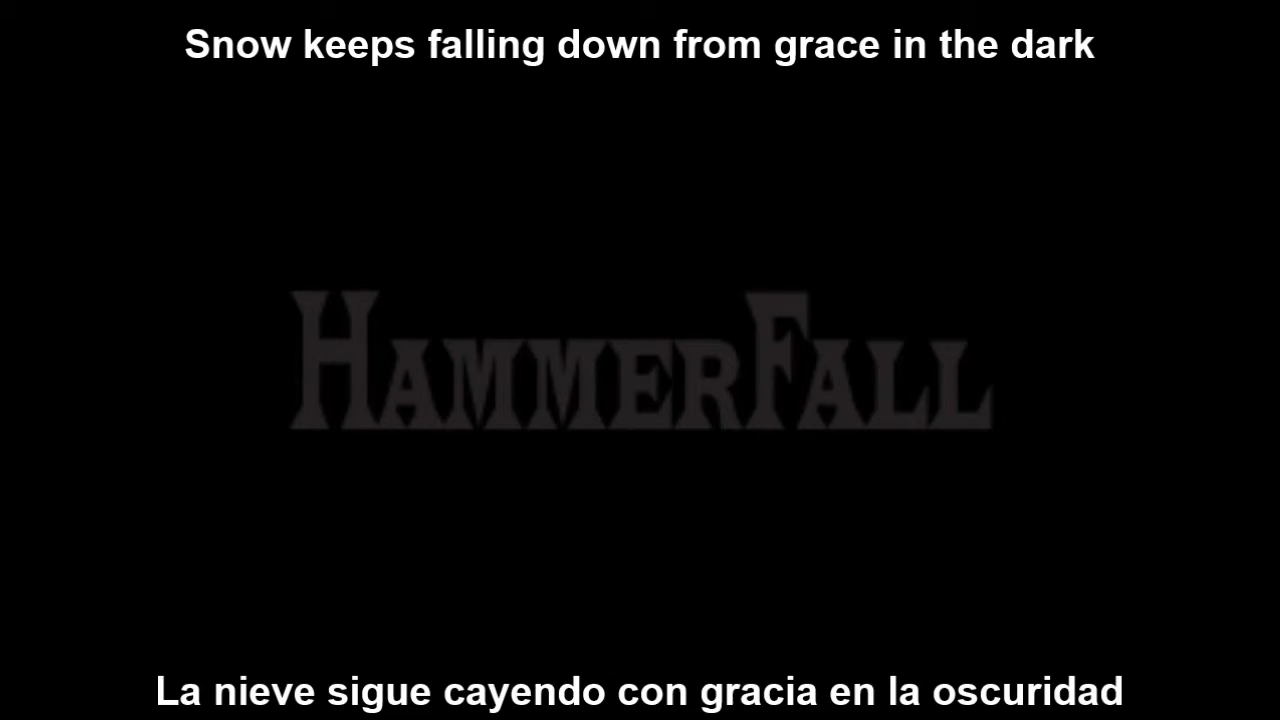 Snow keeps falling down from grace in the dark
HAMMERFALL
La nieve sigue cayendo con gracia en la oscuridad